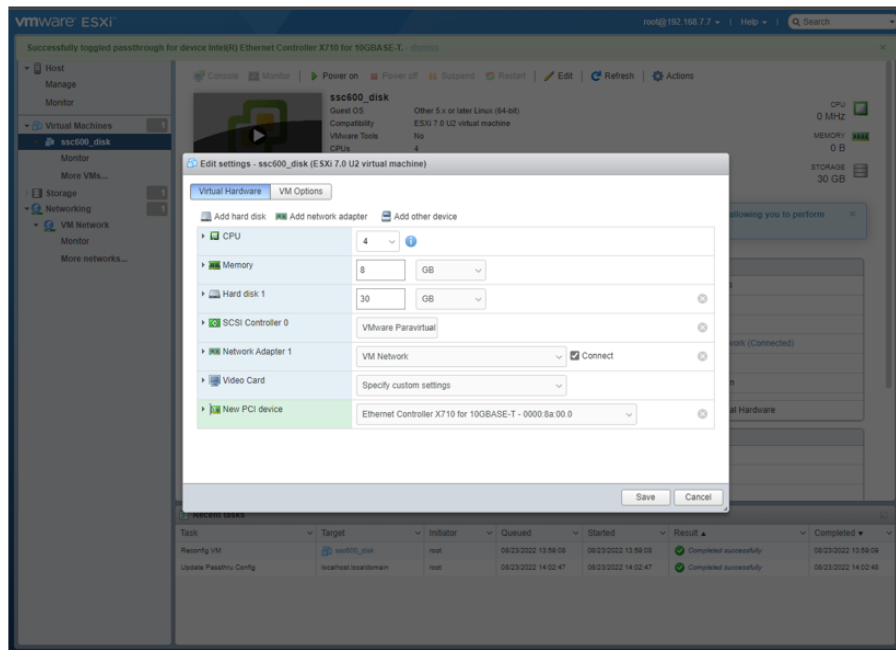 vmware ESXi
root@192.168.7.7 | Help | Search
Successfully toggled passthrough for device Intel(R) Ethernet Controller X710 for 10GBASE-T. - dismiss
Host
Manage
Monitor
Virtual Machines 1
ssc600_disk
Monitor
More VMs...
Storage 1
Networking 1
VM Network
Monitor
More networks...
Console Monitor | Power on Power off Suspend Restart | Edit | Refresh | Actions
ssc600_disk
Guest OS Other 5.x or later Linux (64-bit)
Compatibility ESXi 7.0 U2 virtual machine
VMware Tools No
CPUs 4
CPU
0 MHz
MEMORY
0 B
STORAGE
30 GB
allowing you to perform
work (Connected)
al Hardware
Edit settings - ssc600_disk (ESXi 7.0 U2 virtual machine)
Virtual Hardware VM Options
Add hard disk Add network adapter Add other device
CPU 4
Memory 8 GB
Hard disk 1 30 GB
SCSI Controller 0 VMware Paravirtual
Network Adapter 1 VM Network Connect
Video Card Specify custom settings
New PCI device Ethernet Controller X710 for 10GBASE-T - 0000:8a:00.0
Save Cancel
Recent tasks
Task Target Initiator Queued Started Result Completed
Reconfig VM ssc600_disk root 08/23/2022 13:59:08 08/23/2022 13:59:08 Completed successfully 08/23/2022 13:59:09
Update Passthru Config localhost.localdomain root 08/23/2022 14:02:47 08/23/2022 14:02:47 Completed successfully 08/23/2022 14:02:48